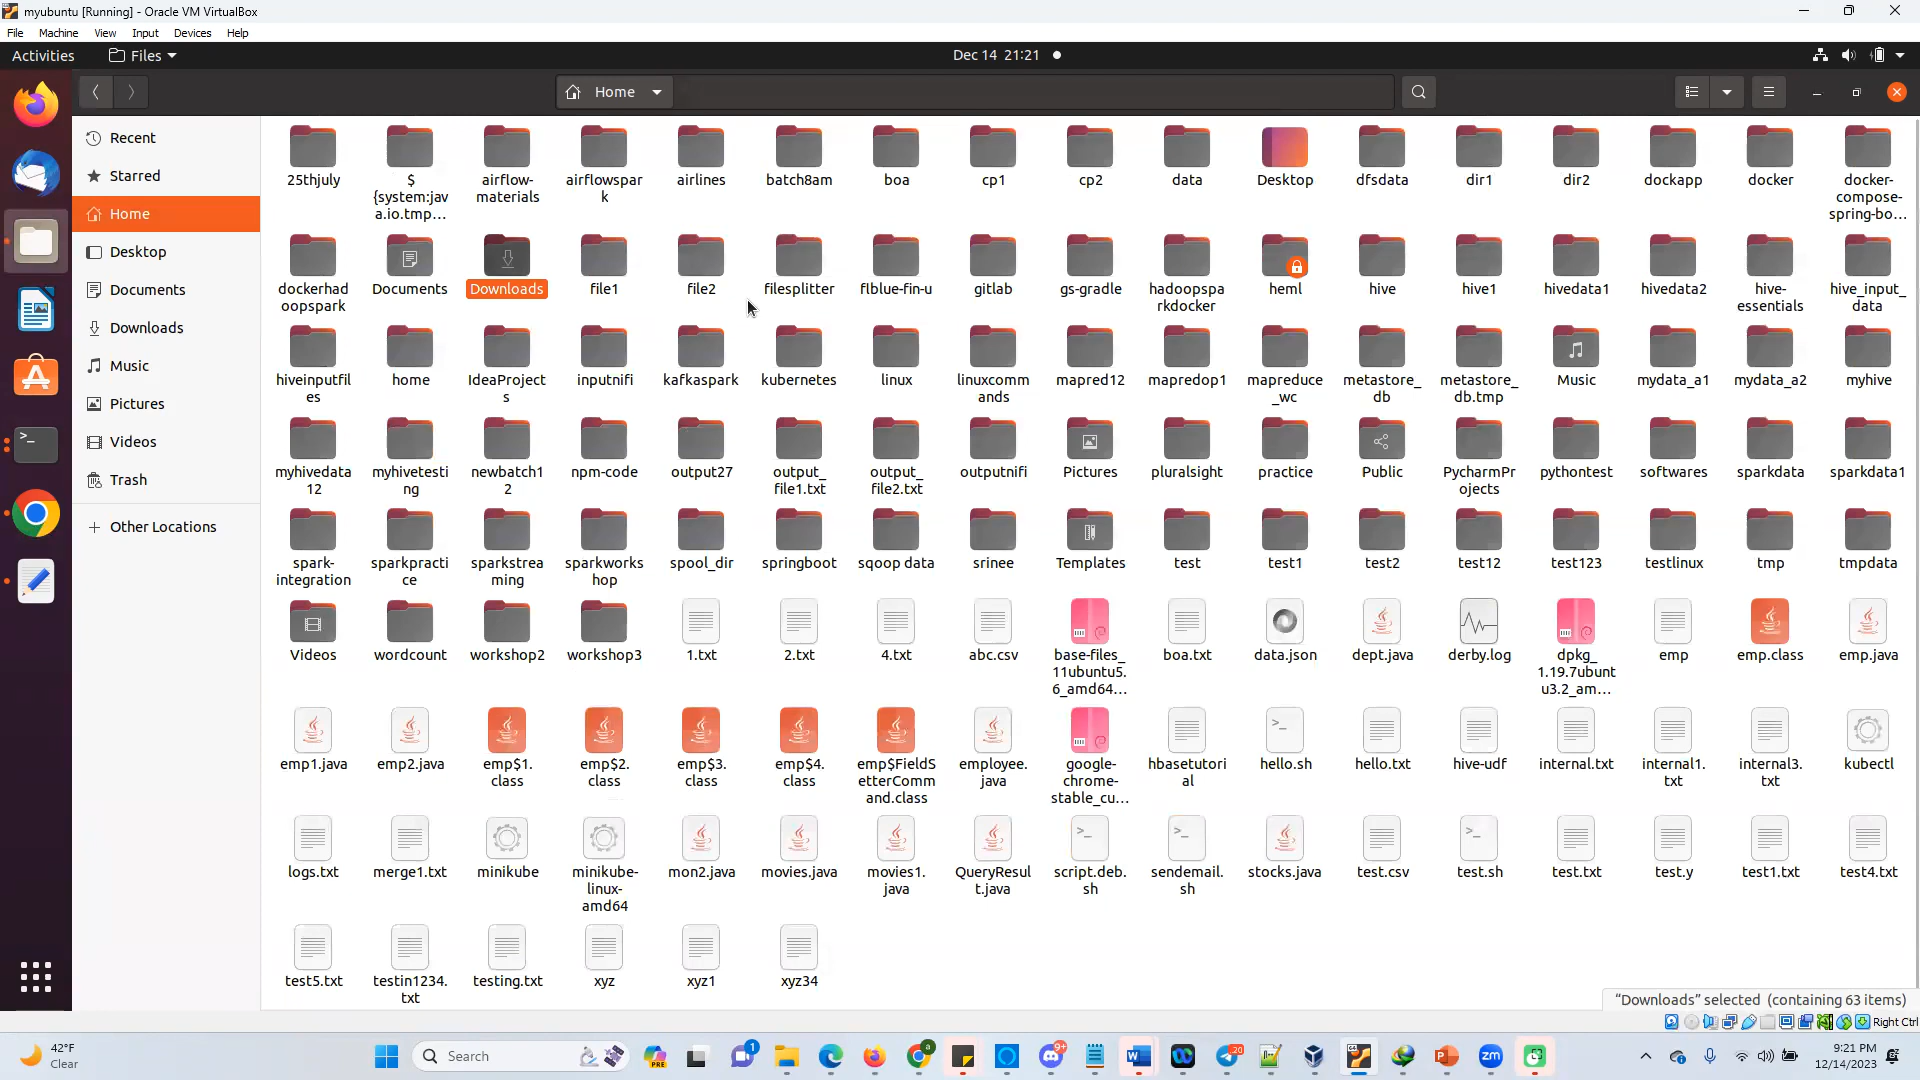 myubuntu [Running] - Oracle VM VirtualBox
File Machine View Input Devices Help
Activities Files Dec 14 21:21
Home
Recent
Starred
Home
Desktop
Documents
Downloads
Music
Pictures
Videos
Trash
Other Locations
25thjuly
$
{system:jav
a.io.tmp...
airflow-
materials
airflowspar
k
airlines
batch8am
boa
cp1
cp2
data
Desktop
dfsdata
dir1
dir2
dockapp
docker
docker-
compose-
spring-bo...
dockerhad
oopspark
Documents
Downloads
file1
file2
filesplitter
flblue-fin-u
gitlab
gs-gradle
hadoopspa
rkdocker
heml
hive
hive1
hivedata1
hivedata2
hive-
essentials
hive_input_
data
hiveinputfil
es
home
IdeaProject
s
inputnifi
kafkaspark
kubernetes
linux
linuxcomm
ands
mapred12
mapredop1
mapreduce
_wc
metastore_
db
metastore_
db.tmp
Music
mydata_a1
mydata_a2
myhive
myhivedata
12
myhivetesti
ng
newbatch1
2
npm-code
output27
output_
file1.txt
output_
file2.txt
outputnifi
Pictures
pluralsight
practice
Public
PycharmPr
ojects
pythontest
softwares
sparkdata
sparkdata1
spark-
integration
sparkpracti
ce
sparkstrea
ming
sparkworks
hop
spool_dir
springboot
sqoop data
srinee
Templates
test
test1
test2
test12
test123
testlinux
tmp
tmpdata
Videos
wordcount
workshop2
workshop3
1.txt
2.txt
4.txt
abc.csv
base-files_
11ubuntu5.
6_amd64...
boa.txt
data.json
dept.java
derby.log
dpkg_
1.19.7ubunt
u3.2_am...
emp
emp.class
emp.java
emp1.java
emp2.java
emp$1.
class
emp$2.
class
emp$3.
class
emp$4.
class
emp$FieldS
etterComm
and.class
employee.
java
google-
chrome-
stable_cu...
hbasetutori
al
hello.sh
hello.txt
hive-udf
internal.txt
internal1.
txt
internal3.
txt
kubectl
logs.txt
merge1.txt
minikube
minikube-
linux-
amd64
mon2.java
movies.java
movies1.
java
QueryResul
t.java
script.deb.
sh
sendemail.
sh
stocks.java
test.csv
test.sh
test.txt
test.y
test1.txt
test4.txt
test5.txt
testin1234.
txt
testing.txt
xyz
xyz1
xyz34
"Downloads" selected (containing 63 items)
Right Ctrl
42°F
Clear
Search
PRE
1
a
9+
20
zm
9:21 PM
12/14/2023